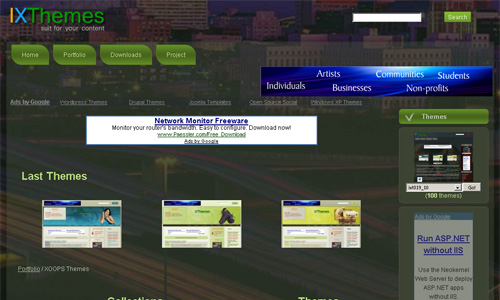 IXThemes
suit for your content
Search
Home
Portfolio
Downloads
Project
Artists
Communities
Students
Individuals
Businesses
Non-profits
Ads by Google
Wordpress Themes
Drupal Themes
Joomla Templates
Open Source Social
Windows XP Themes
Themes
Network Monitor Freeware
Monitor your router's bandwidth. Easy to configure. Download now!
www.Paessler.com/Free_Download
Ads by Google
Last Themes
Go!
(100 themes)
Ads by Google
Run ASP.NET
without IIS
Use the Neokernel
Web Server to
deploy ASP.NET
apps without IIS
Portfolio / XOOPS Themes
Collections
Themes